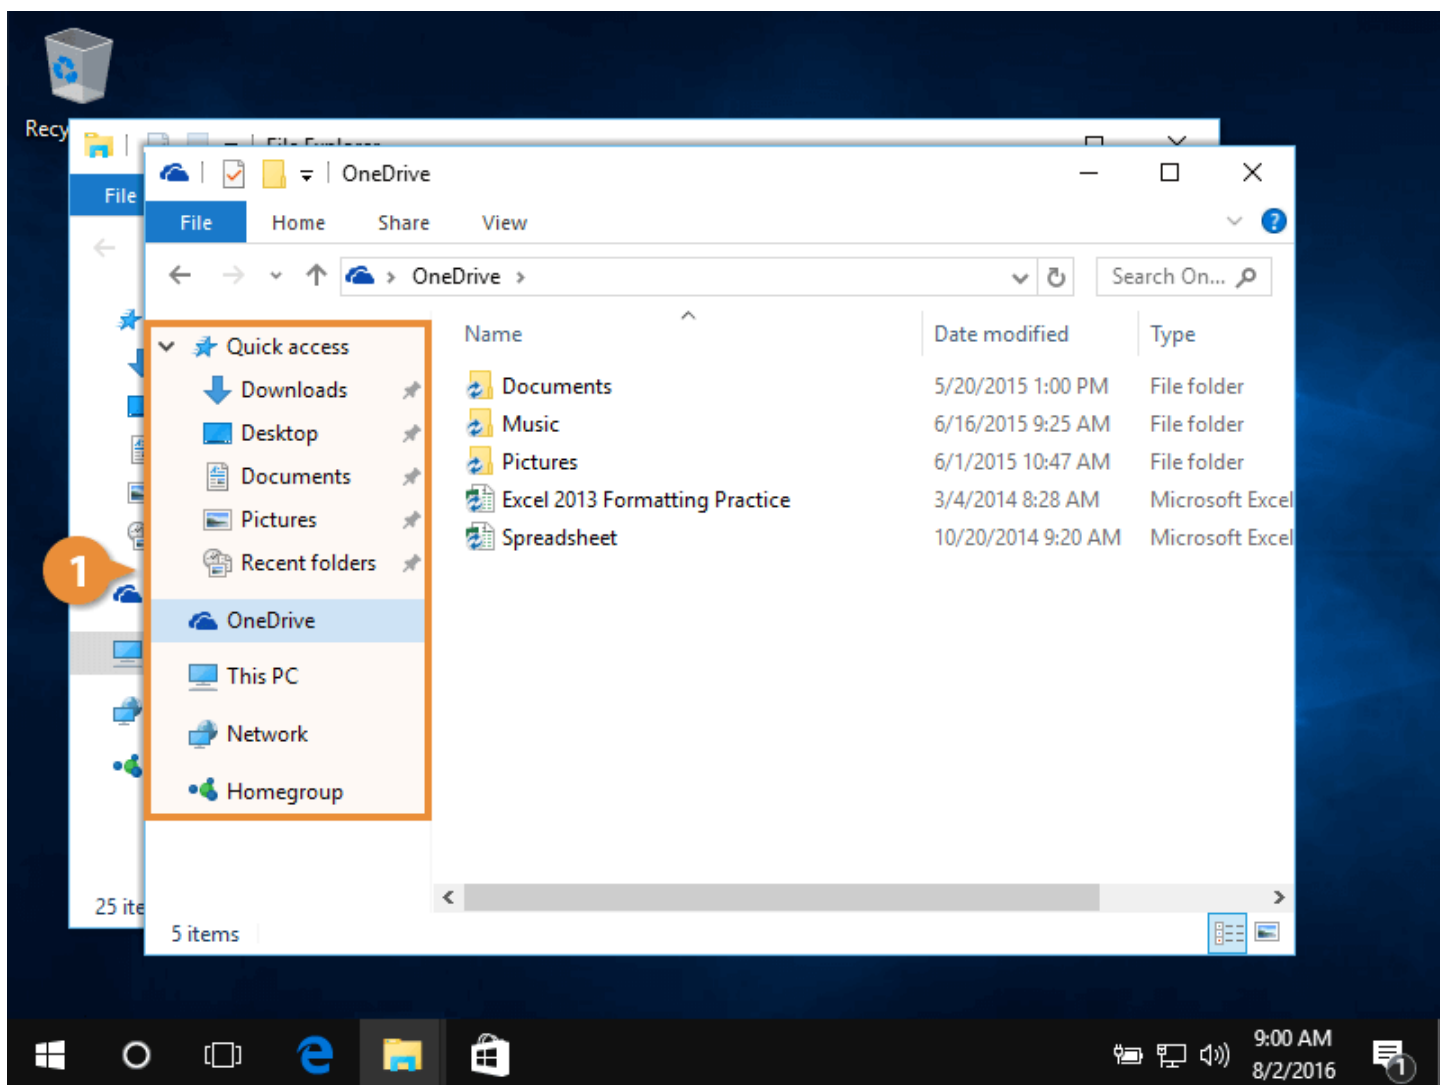 Recy
File Explorer
File
OneDrive
File Home Share View
?
OneDrive
Search On...
Name Date modified Type
Quick access
Downloads
Desktop
Documents
Pictures
Recent folders
OneDrive
This PC
Network
Homegroup
Documents 5/20/2015 1:00 PM File folder
Music 6/16/2015 9:25 AM File folder
Pictures 6/1/2015 10:47 AM File folder
Excel 2013 Formatting Practice 3/4/2014 8:28 AM Microsoft Excel
Spreadsheet 10/20/2014 9:20 AM Microsoft Excel
1
25 ite
5 items
9:00 AM
8/2/2016
1